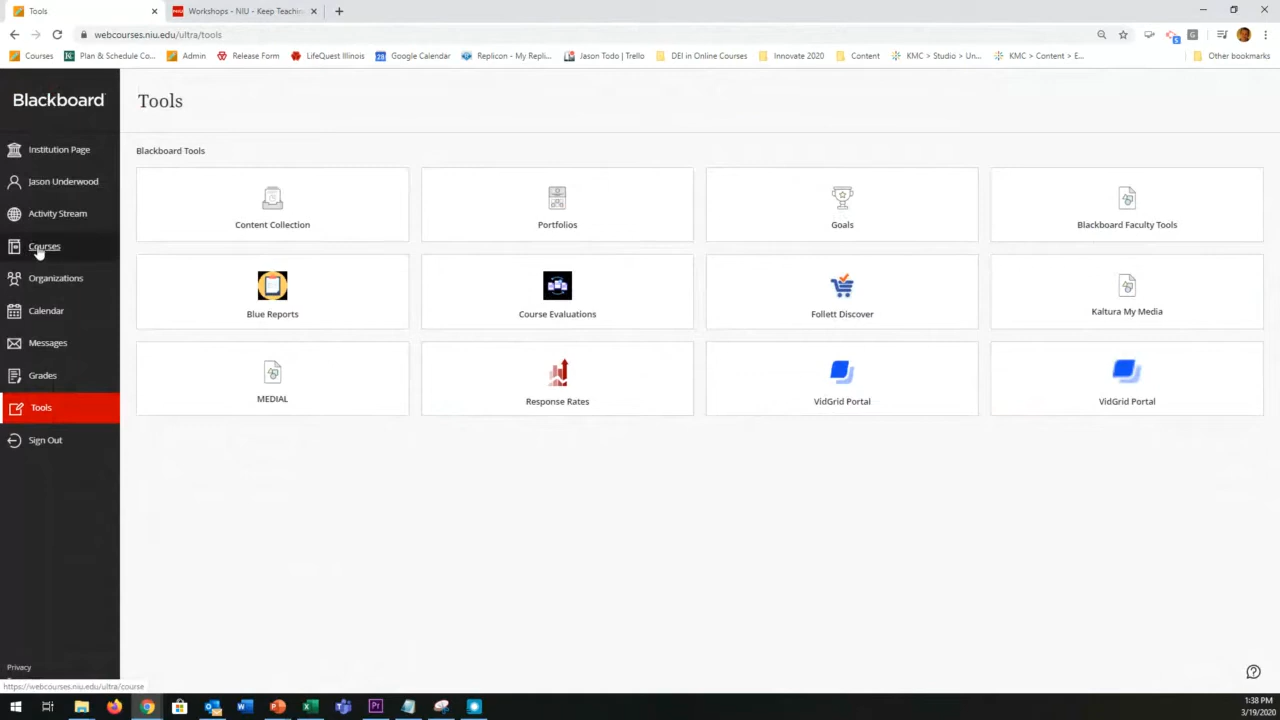 Tools
Workshops - NIU - Keep Teachin
webcourses.niu.edu/ultra/tools
Courses
Plan & Schedule Co...
Admin
Release Form
LifeQuest Illinois
Google Calendar
Replicon - My Repli...
Jason Todo | Trello
DEI in Online Courses
Innovate 2020
Content
KMC > Studio > Un...
KMC > Content > E...
Other bookmarks
Blackboard
Institution Page
Jason Underwood
Activity Stream
Courses
Organizations
Calendar
Messages
Grades
Tools
Sign Out
Privacy
https://webcourses.niu.edu/ultra/course
Tools
Blackboard Tools
Content Collection
Portfolios
Goals
Blackboard Faculty Tools
Blue Reports
Course Evaluations
Follett Discover
Kaltura My Media
MEDIAL
Response Rates
VidGrid Portal
VidGrid Portal
1:38 PM
3/19/2020